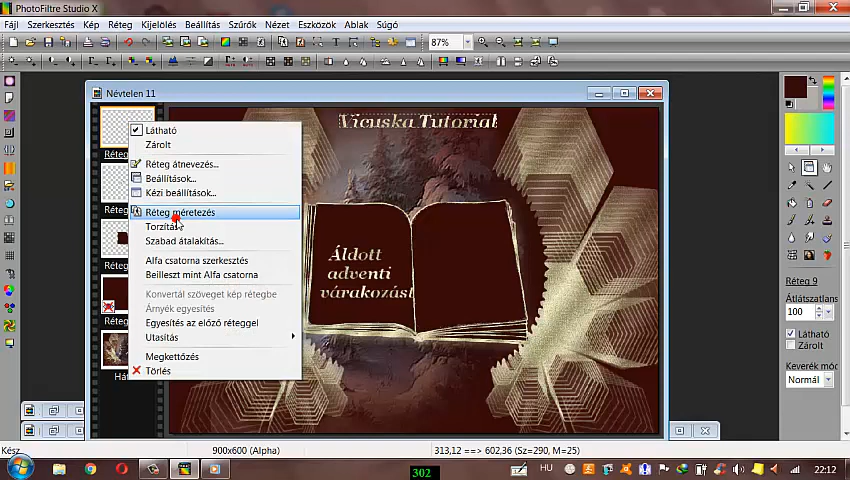 PhotoFiltre Studio X
Fájl Szerkesztés Kép Réteg Kijelölés Beállítás Szűrők Nézet Eszközök Ablak Súgó
87%
Névtelen 11
Látható
Zárolt
Réteg átnevezés...
Beállítások...
Kézi beállítások...
Réteg méretezés
Torzítás
Szabad átalakítás...
Alfa csatorna szerkesztés
Beilleszt mint Alfa csatorna
Konvertál szöveget kép rétegbe
Árnyék egyesítés
Egyesítés az előző réteggel
Utasítás
Megkettőzés
Törlés
Vicuska Tutorial
Áldott
adventi
várakozást
Réteg 9
Átlátszatlans
100
Látható
Zárolt
Keverék móc
Normál
Kész
900x600 (Alpha)
313,12 ==> 602,36 (Sz=290, M=25)
302
HU
22:12